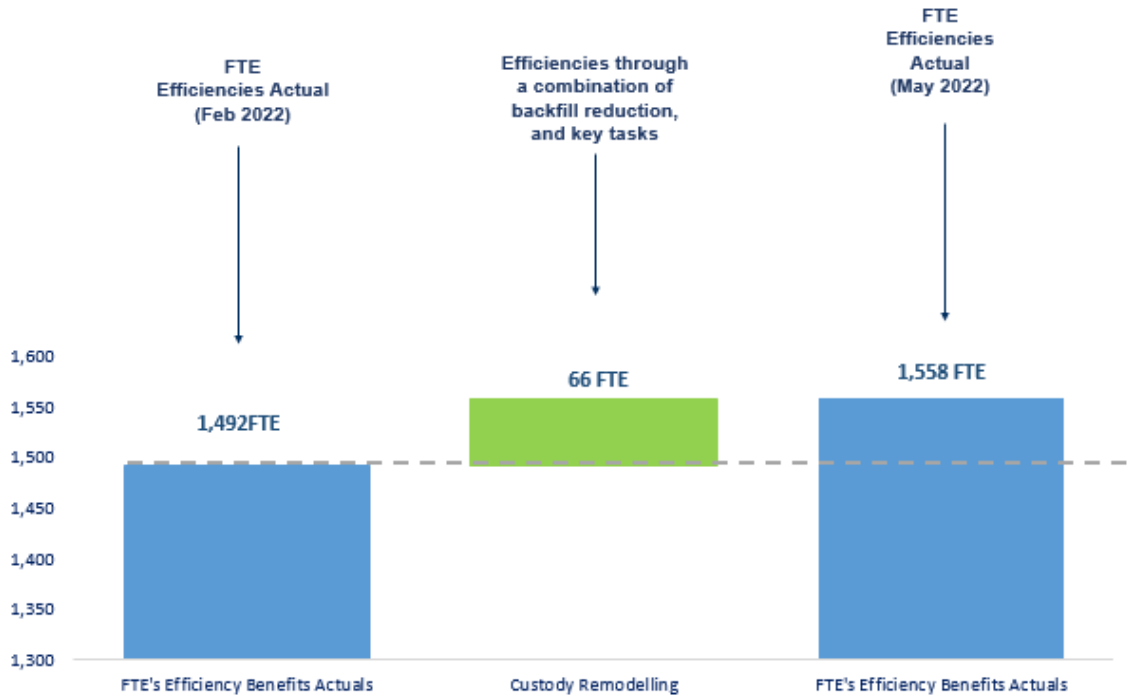 FTE
Efficiencies Actual
(Feb 2022)
Efficiencies through
a combination of
backfill reduction,
and key tasks
FTE
Efficiencies
Actual
(May 2022)
1,600
1,550
1,500
1,450
1,400
1,350
1,300
1,492FTE
66 FTE
1,558 FTE
FTE's Efficiency Benefits Actuals
Custody Remodelling
FTE's Efficiency Benefits Actuals